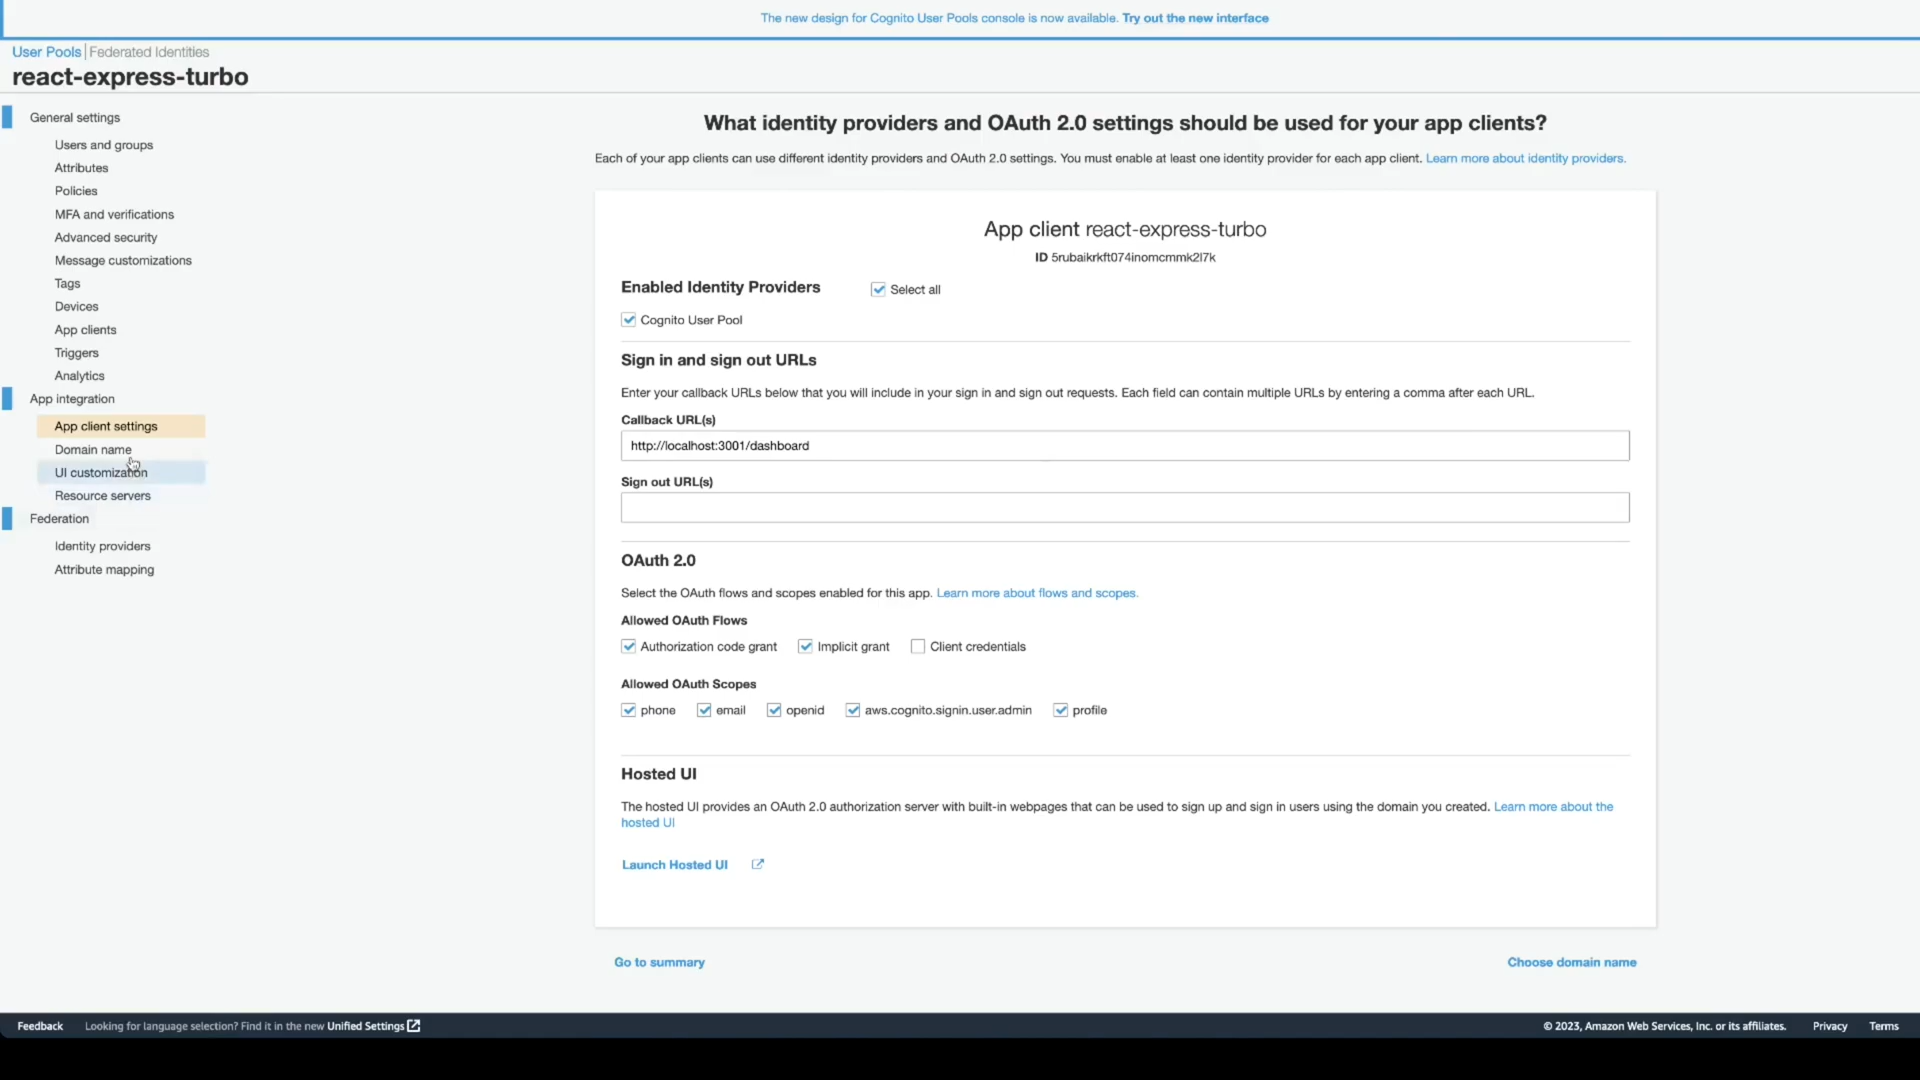 The new design for Cognito User Pools console is now available. Try out the new interface
User Pools | Federated Identities
react-express-turbo
General settings
Users and groups
Attributes
Policies
MFA and verifications
Advanced security
Message customizations
Tags
Devices
App clients
Triggers
Analytics
App integration
App client settings
Domain name
UI customization
Resource servers
Federation
Identity providers
Attribute mapping
What identity providers and OAuth 2.0 settings should be used for your app clients?
Each of your app clients can use different identity providers and OAuth 2.0 settings. You must enable at least one identity provider for each app client. Learn more about identity providers.
App client react-express-turbo
ID 5rubaikrkft074inomcmmk2l7k
Enabled Identity Providers Select all
Cognito User Pool
Sign in and sign out URLs
Enter your callback URLs below that you will include in your sign in and sign out requests. Each field can contain multiple URLs by entering a comma after each URL.
Callback URL(s)
http://localhost:3001/dashboard
Sign out URL(s)
OAuth 2.0
Select the OAuth flows and scopes enabled for this app. Learn more about flows and scopes.
Allowed OAuth Flows
Authorization code grant Implicit grant Client credentials
Allowed OAuth Scopes
phone email openid aws.cognito.signin.user.admin profile
Hosted UI
The hosted UI provides an OAuth 2.0 authorization server with built-in webpages that can be used to sign up and sign in users using the domain you created. Learn more about the
hosted UI
Launch Hosted UI
Go to summary Choose domain name
Feedback Looking for language selection? Find it in the new Unified Settings © 2023, Amazon Web Services, Inc. or its affiliates. Privacy Terms